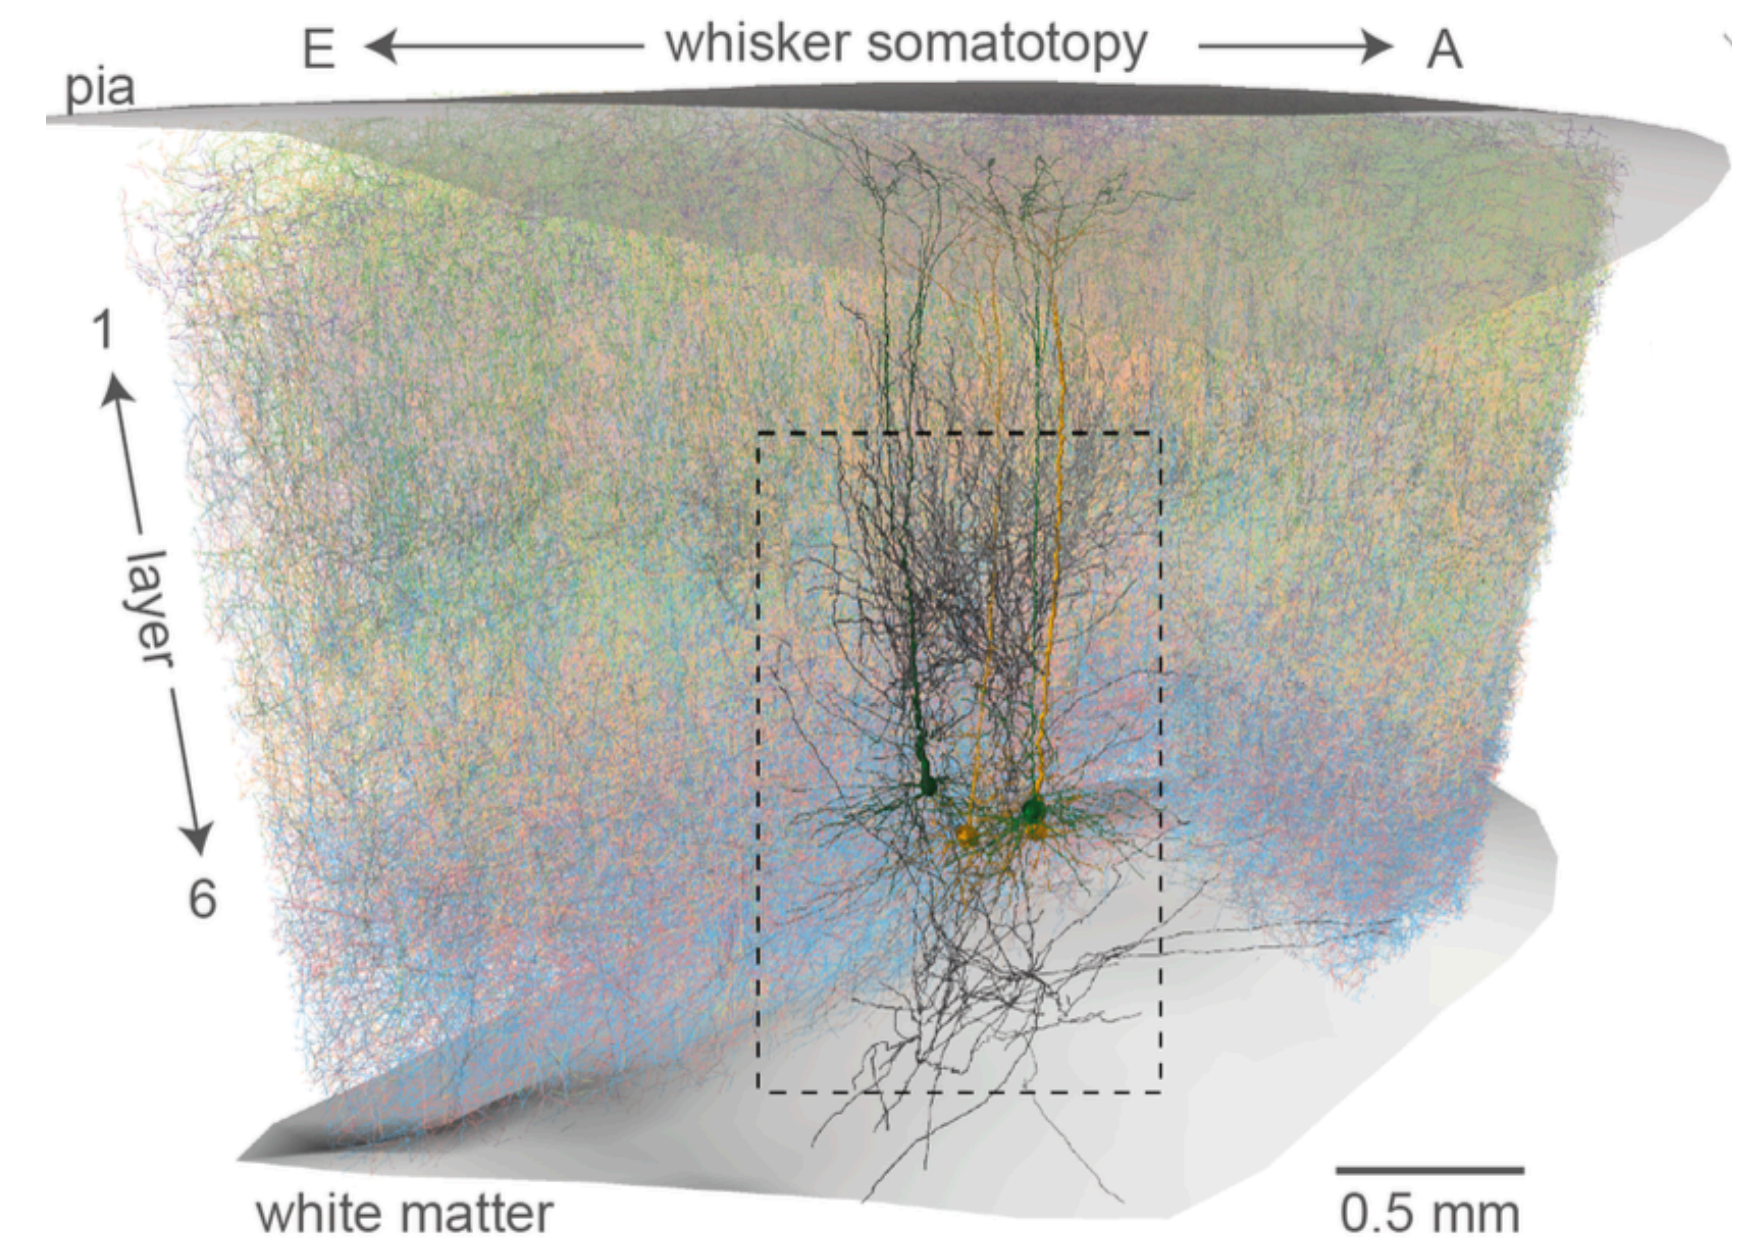 E ← whisker somatotopy → A
pia
1
layer
6
white matter
0.5 mm